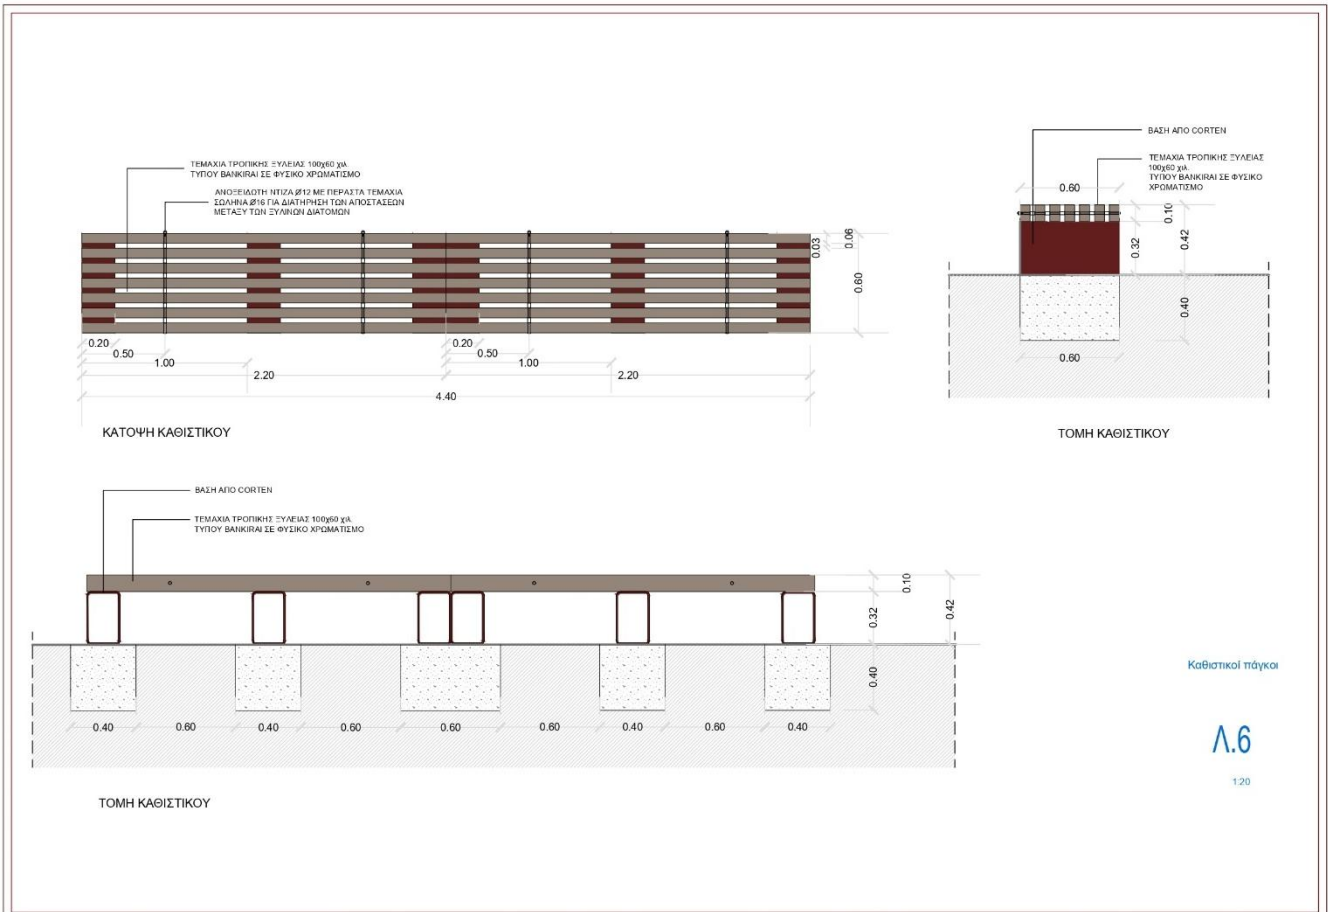 ΤΕΜΑΧΙΑ ΤΡΟΠΙΚΗΣ ΞΥΛΕΙΑΣ 100χ60 χιλ.
ΤΥΠΟΥ BANKIRAI ΣΕ ΦΥΣΙΚΟ ΧΡΩΜΑΤΙΣΜΟ
ΑΝΟΞΕΙΔΩΤΗ ΝΤΙΖΑ Ø12 ΜΕ ΠΕΡΑΣΤΑ ΤΕΜΑΧΙΑ
ΣΩΛΗΝΑ Ø16 ΓΙΑ ΔΙΑΤΗΡΗΣΗ ΤΩΝ ΑΠΟΣΤΑΣΕΩΝ
ΜΕΤΑΞΥ ΤΩΝ ΞΥΛΙΝΩΝ ΔΙΑΤΟΜΩΝ
0.03
0.06
0.60
0.20
0.50
1.00
2.20
0.20
0.50
1.00
2.20
4.40
ΚΑΤΟΨΗ ΚΑΘΙΣΤΙΚΟΥ
ΒΑΣΗ ΑΠΟ CORTEN
ΤΕΜΑΧΙΑ ΤΡΟΠΙΚΗΣ ΞΥΛΕΙΑΣ
100χ60 χιλ.
ΤΥΠΟΥ BANKIRAI ΣΕ ΦΥΣΙΚΟ
ΧΡΩΜΑΤΙΣΜΟ
0.60
0.10
0.32
0.42
0.40
0.60
ΤΟΜΗ ΚΑΘΙΣΤΙΚΟΥ
ΒΑΣΗ ΑΠΟ CORTEN
ΤΕΜΑΧΙΑ ΤΡΟΠΙΚΗΣ ΞΥΛΕΙΑΣ 100χ60 χιλ.
ΤΥΠΟΥ BANKIRAI ΣΕ ΦΥΣΙΚΟ ΧΡΩΜΑΤΙΣΜΟ
0.10
0.32
0.42
0.40
0.40 0.60 0.40 0.60 0.60 0.60 0.40 0.60 0.40
ΤΟΜΗ ΚΑΘΙΣΤΙΚΟΥ
Καθιστικοί πάγκοι
Λ.6
1:20